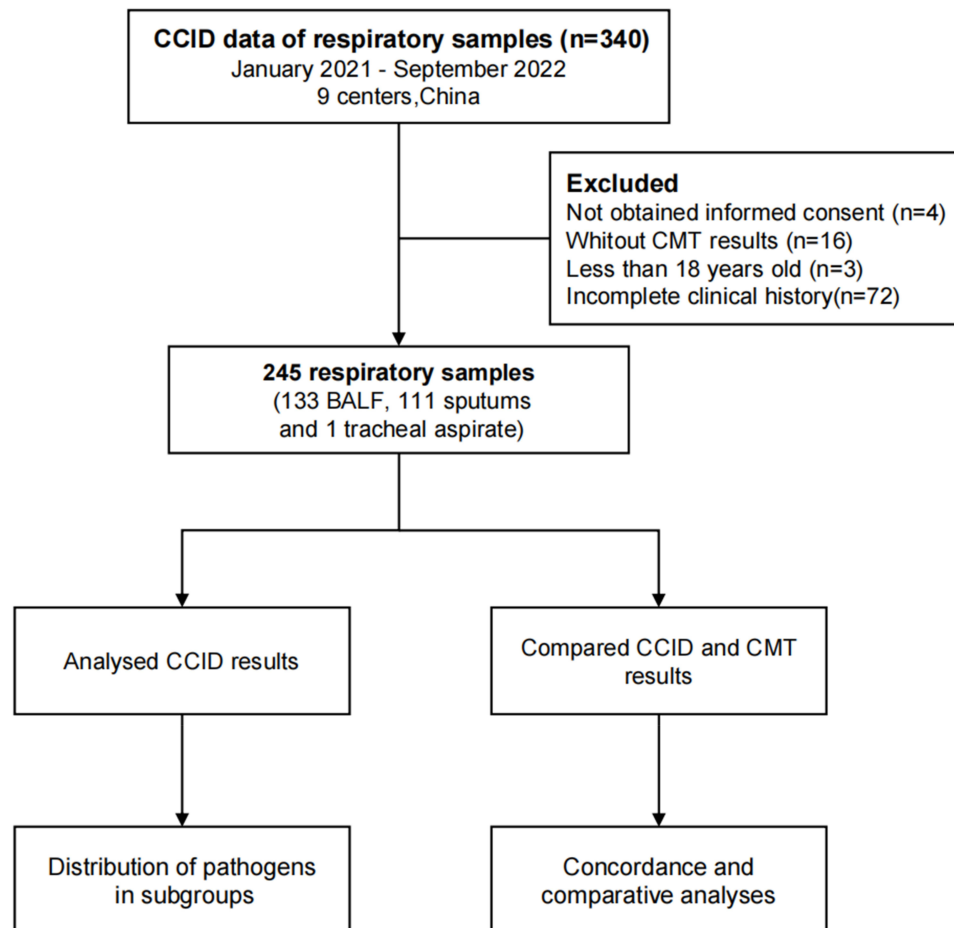 CCID data of respiratory samples (n=340)
January 2021 - September 2022
9 centers,China
Excluded
Not obtained informed consent (n=4)
Whitout CMT results (n=16)
Less than 18 years old (n=3)
Incomplete clinical history(n=72)
245 respiratory samples
(133 BALF, 111 sputums
and 1 tracheal aspirate)
Analysed CCID results
Compared CCID and CMT
results
Distribution of pathogens
in subgroups
Concordance and
comparative analyses